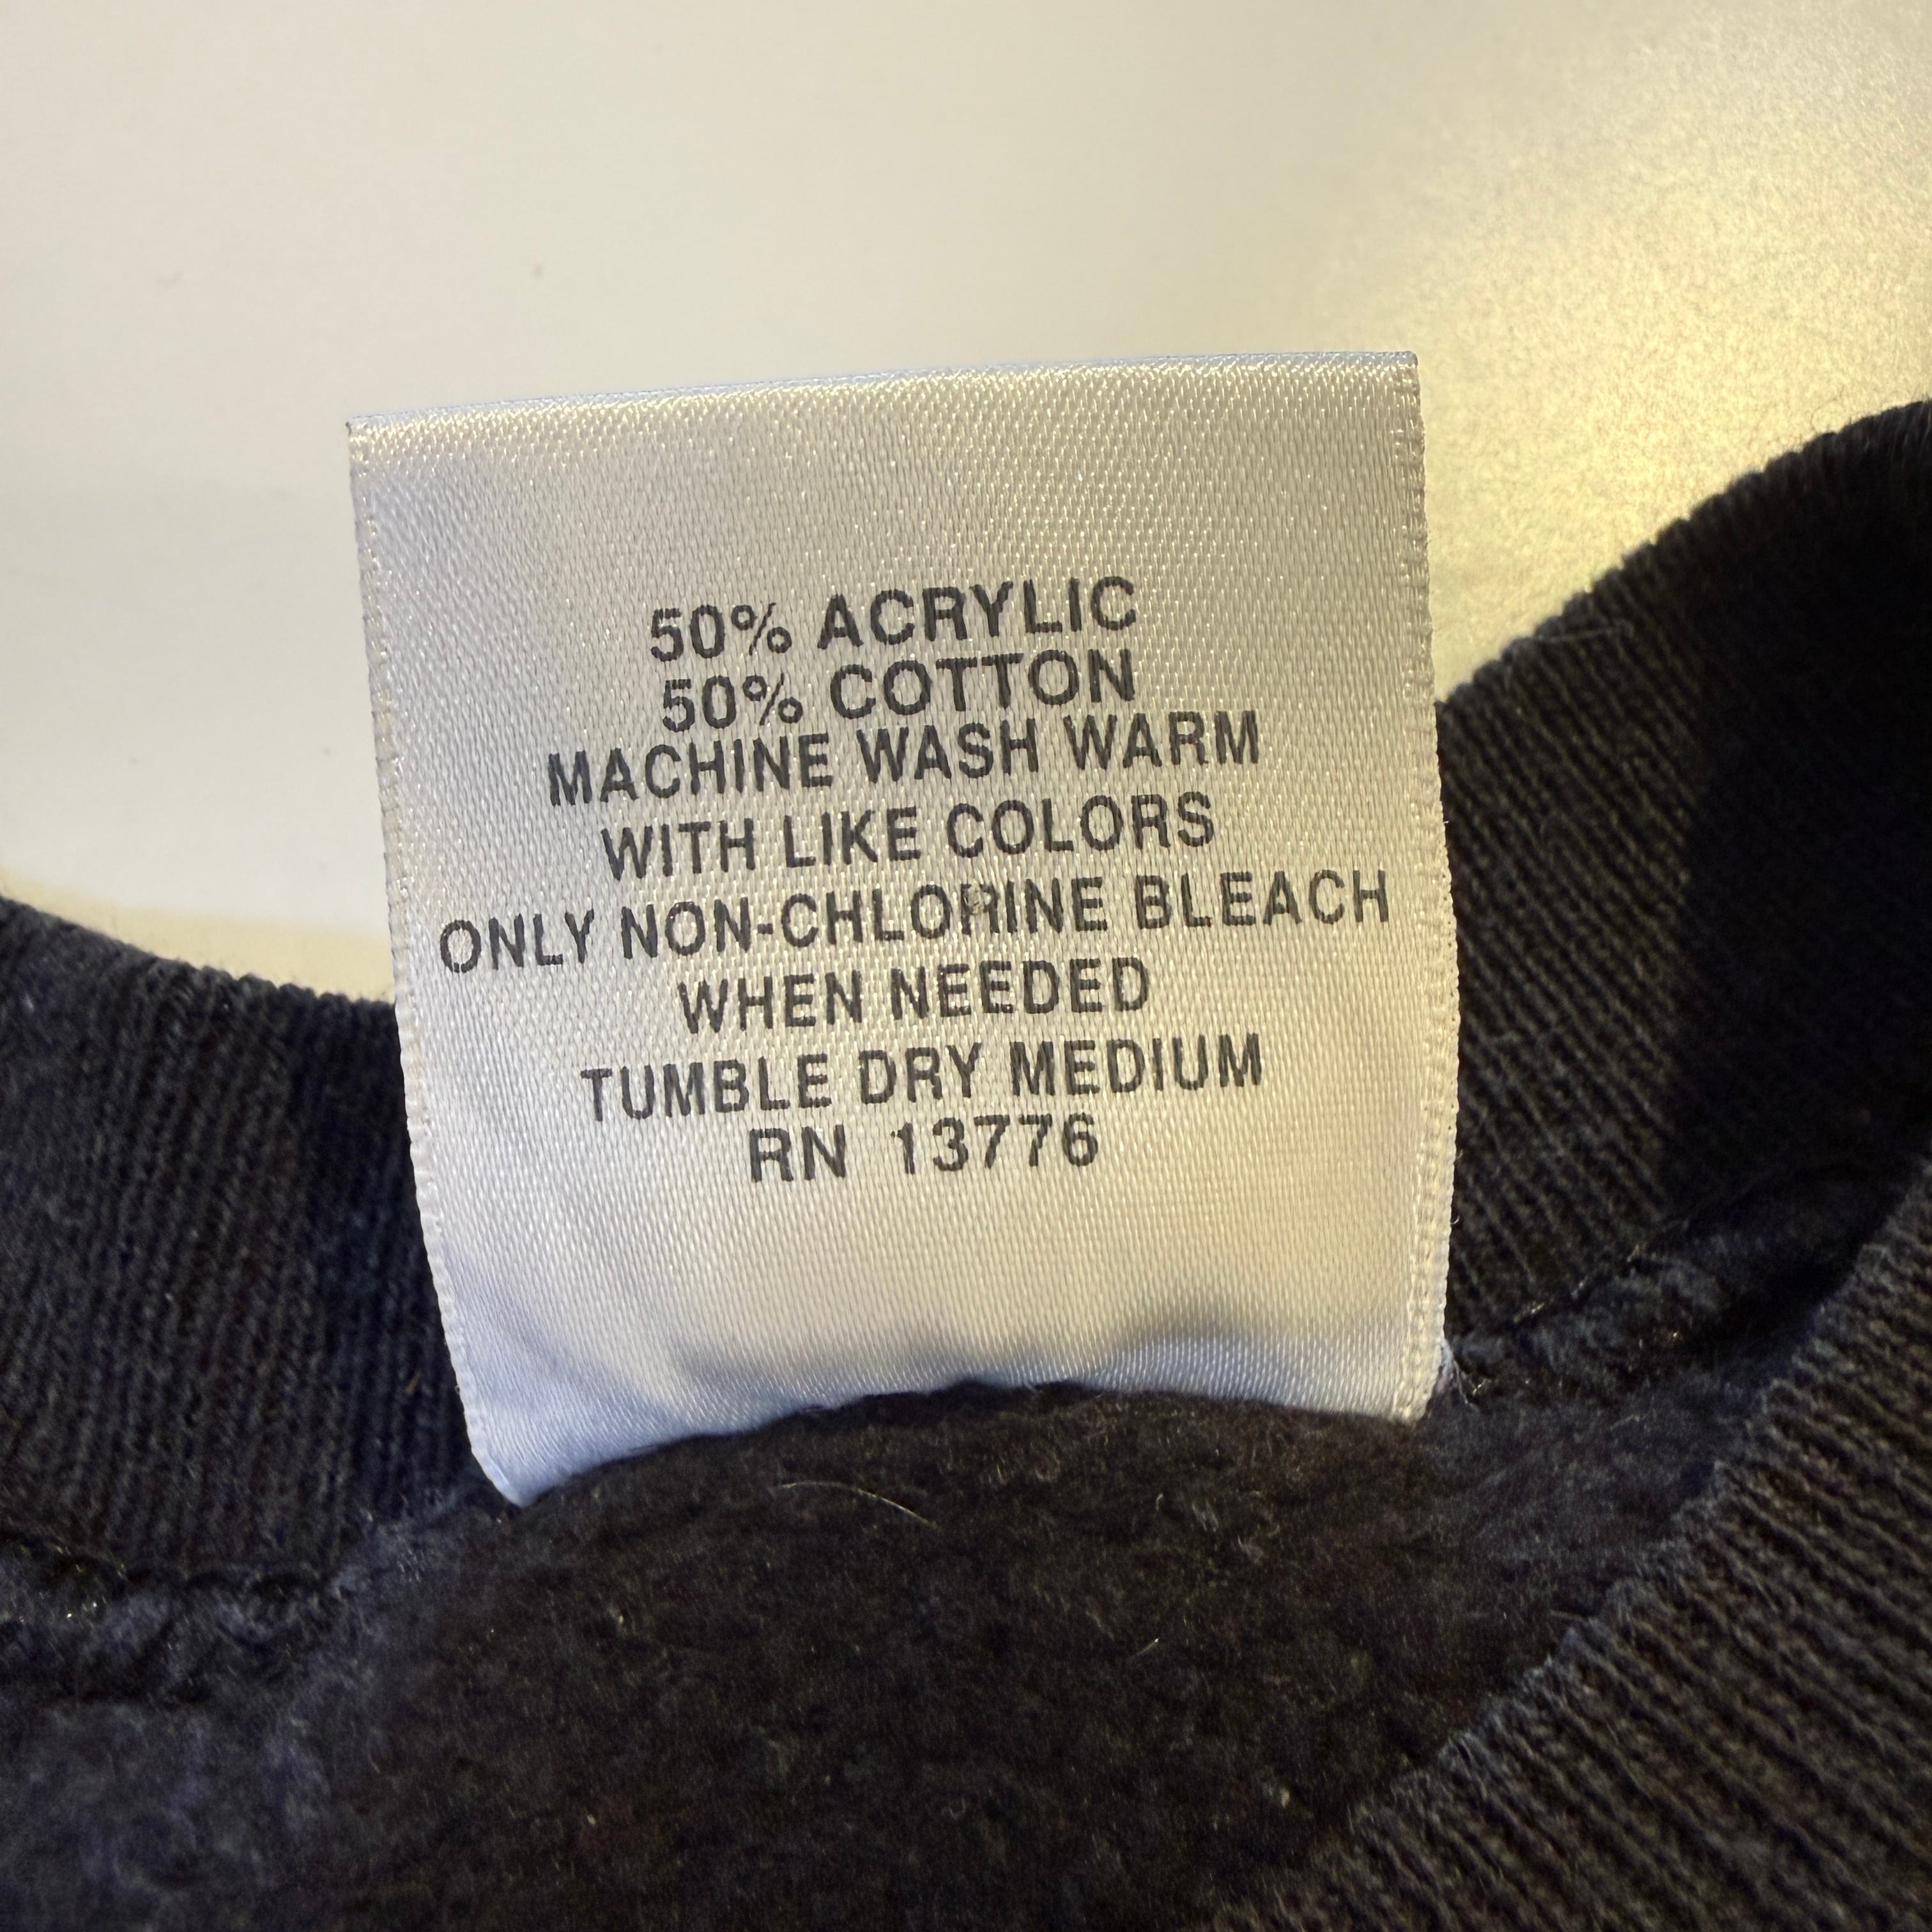 50% ACRYLIC
50% COTTON
MACHINE WASH WARM
WITH LIKE COLORS
ONLY NON-CHLORINE BLEACH
WHEN NEEDED
TUMBLE DRY MEDIUM
RN 13776